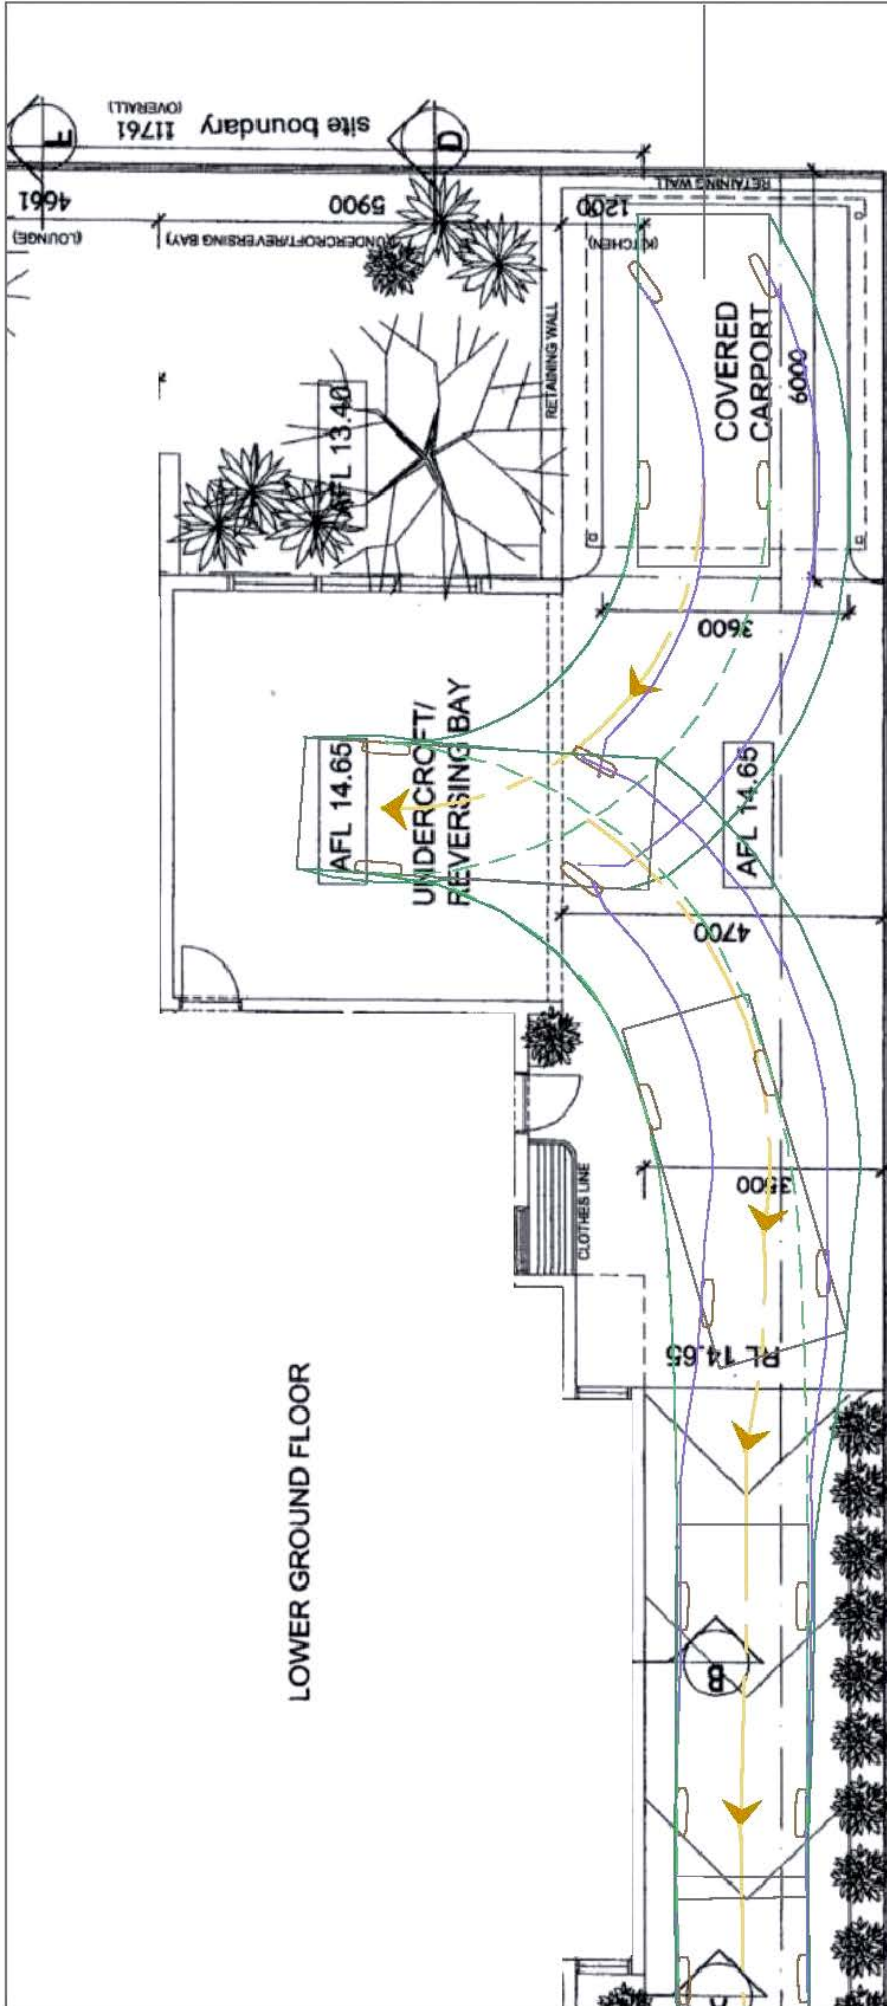 site boundary
11761
(OVERALL)
F
D
RETAINING WALL
4661
5900
1200
(LOUNGE)
(UNDERCROFT/REVERSING BAY)
(KITCHEN)
RETAINING WALL
COVERED
CARPORT
6000
AFL 13.40
3600
UNDERCROFT/
REVERSING BAY
AFL 14.65
AFL 14.65
4700
CLOTHES LINE
3500
RL 14.65
LOWER GROUND FLOOR
B